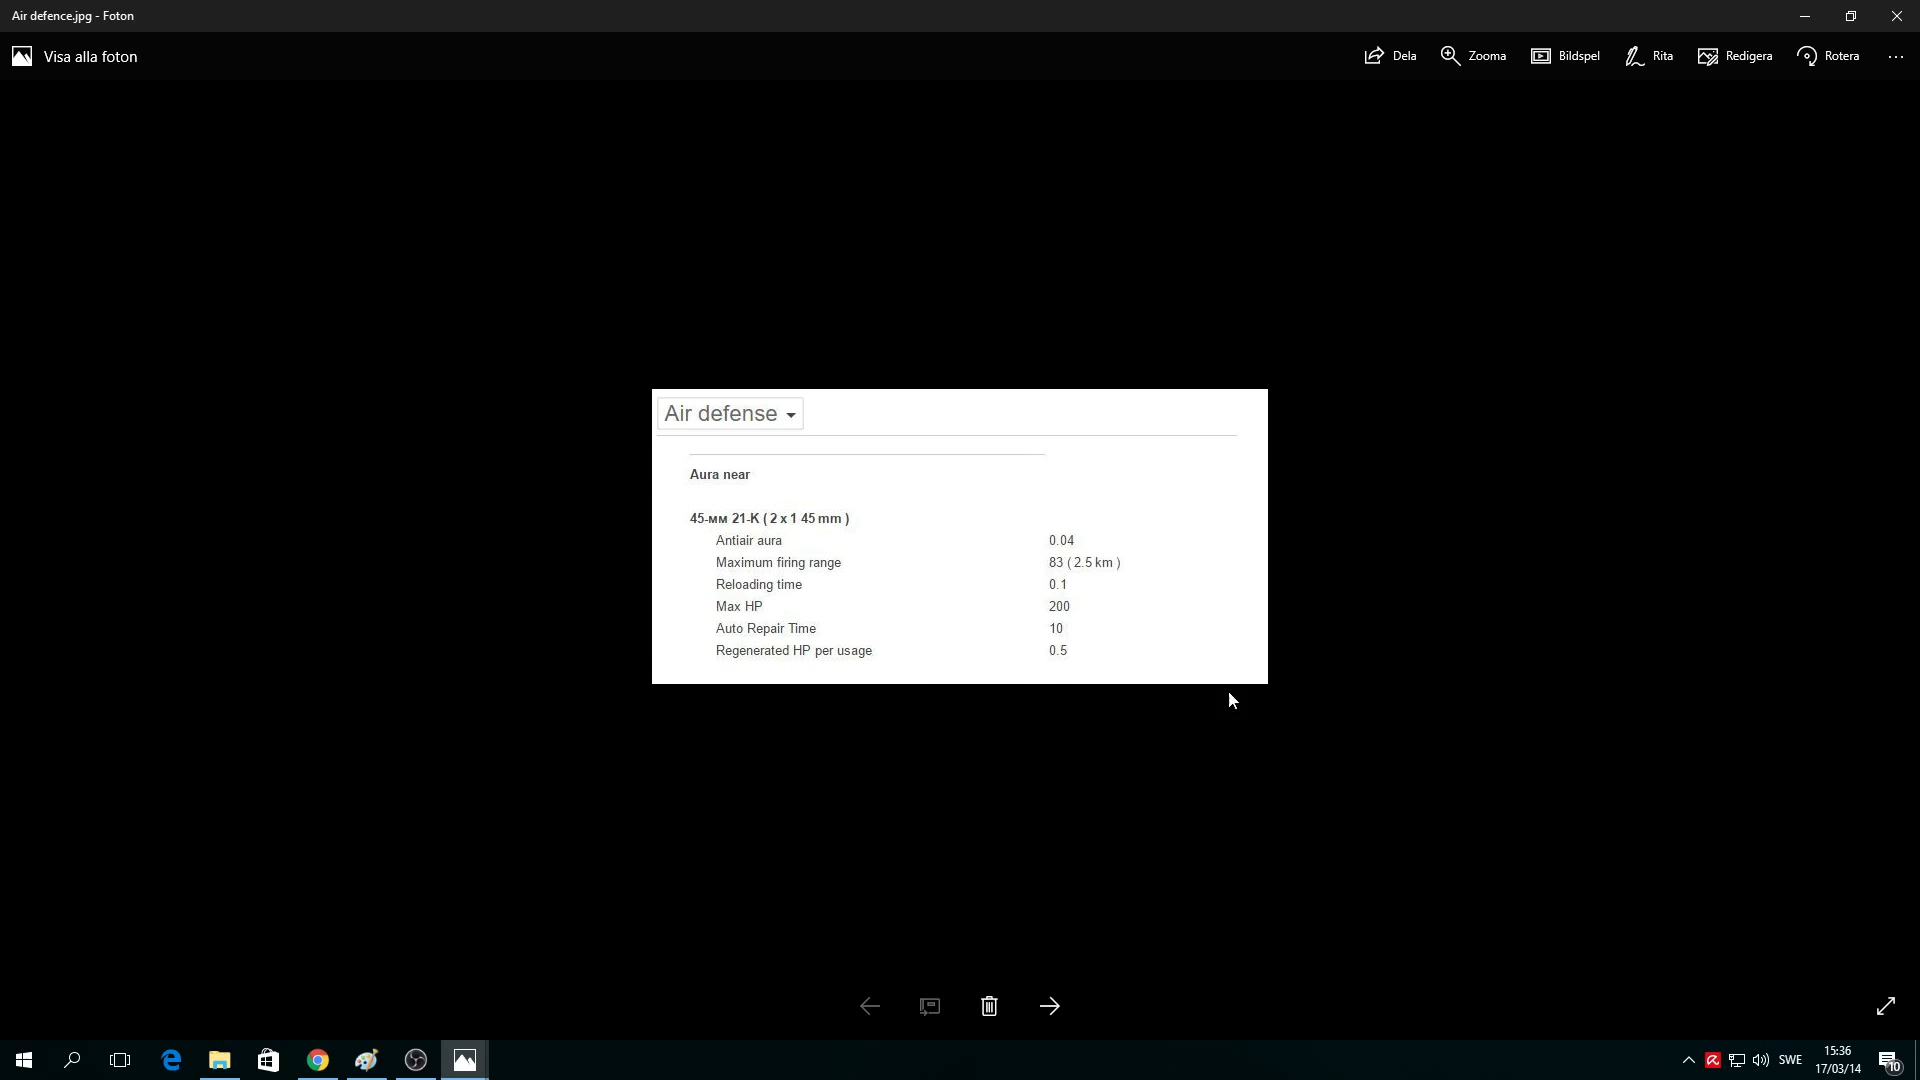 Air defence.jpg - Foton
Visa alla foton
Dela
Zooma
Bildspel
Rita
Redigera
Rotera
Air defense
Aura near
45-мм 21-К ( 2 x 1 45 mm )
Antiair aura 0.04
Maximum firing range 83 ( 2.5 km )
Reloading time 0.1
Max HP 200
Auto Repair Time 10
Regenerated HP per usage 0.5
SWE
15:36
17/03/14
10